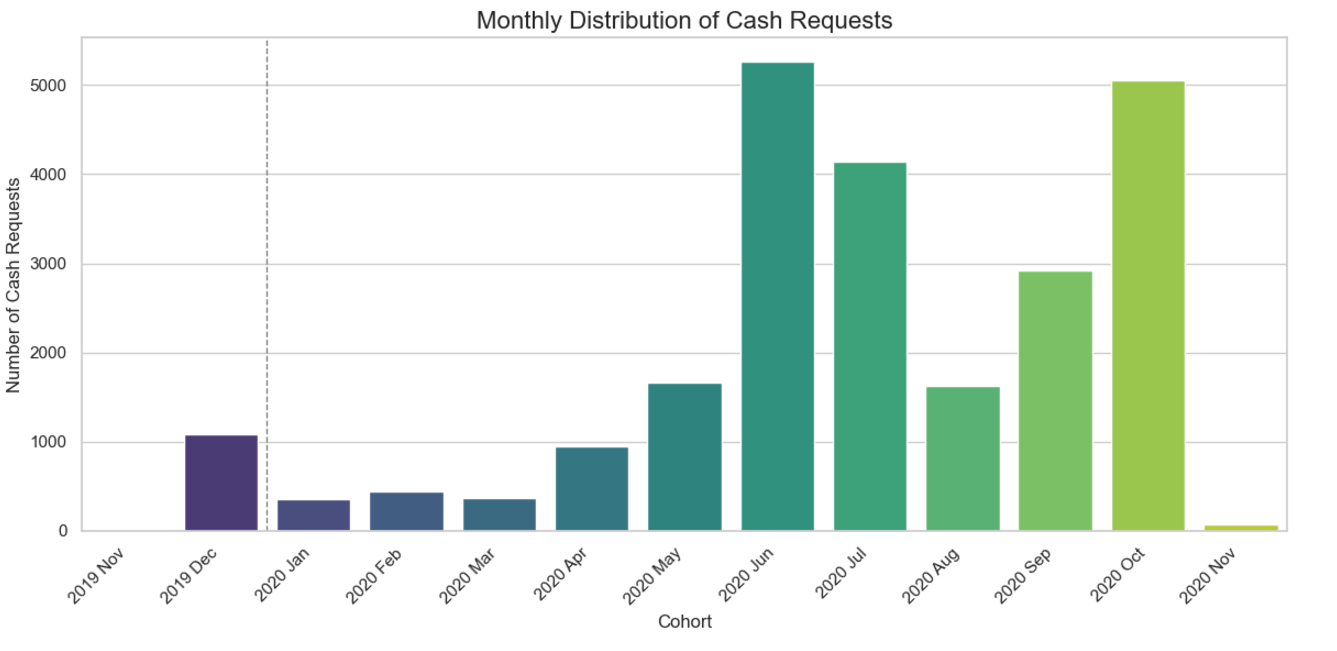 Monthly Distribution of Cash Requests
Number of Cash Requests
5000
4000
3000
2000
1000
0
2019 Nov
2019 Dec
2020 Jan
2020 Feb
2020 Mar
2020 Apr
2020 May
2020 Jun
2020 Jul
2020 Aug
2020 Sep
2020 Oct
2020 Nov
Cohort